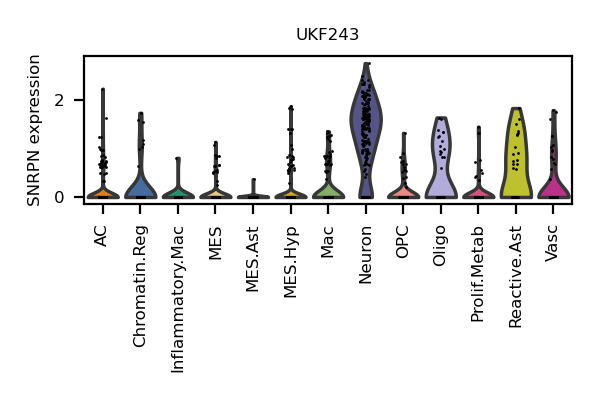 UKF243
SNRPN expression
2
0
AC
Chromatin.Reg
Inflammatory.Mac
MES
MES.Ast
MES.Hyp
Mac
Neuron
OPC
Oligo
Prolif.Metab
Reactive.Ast
Vasc